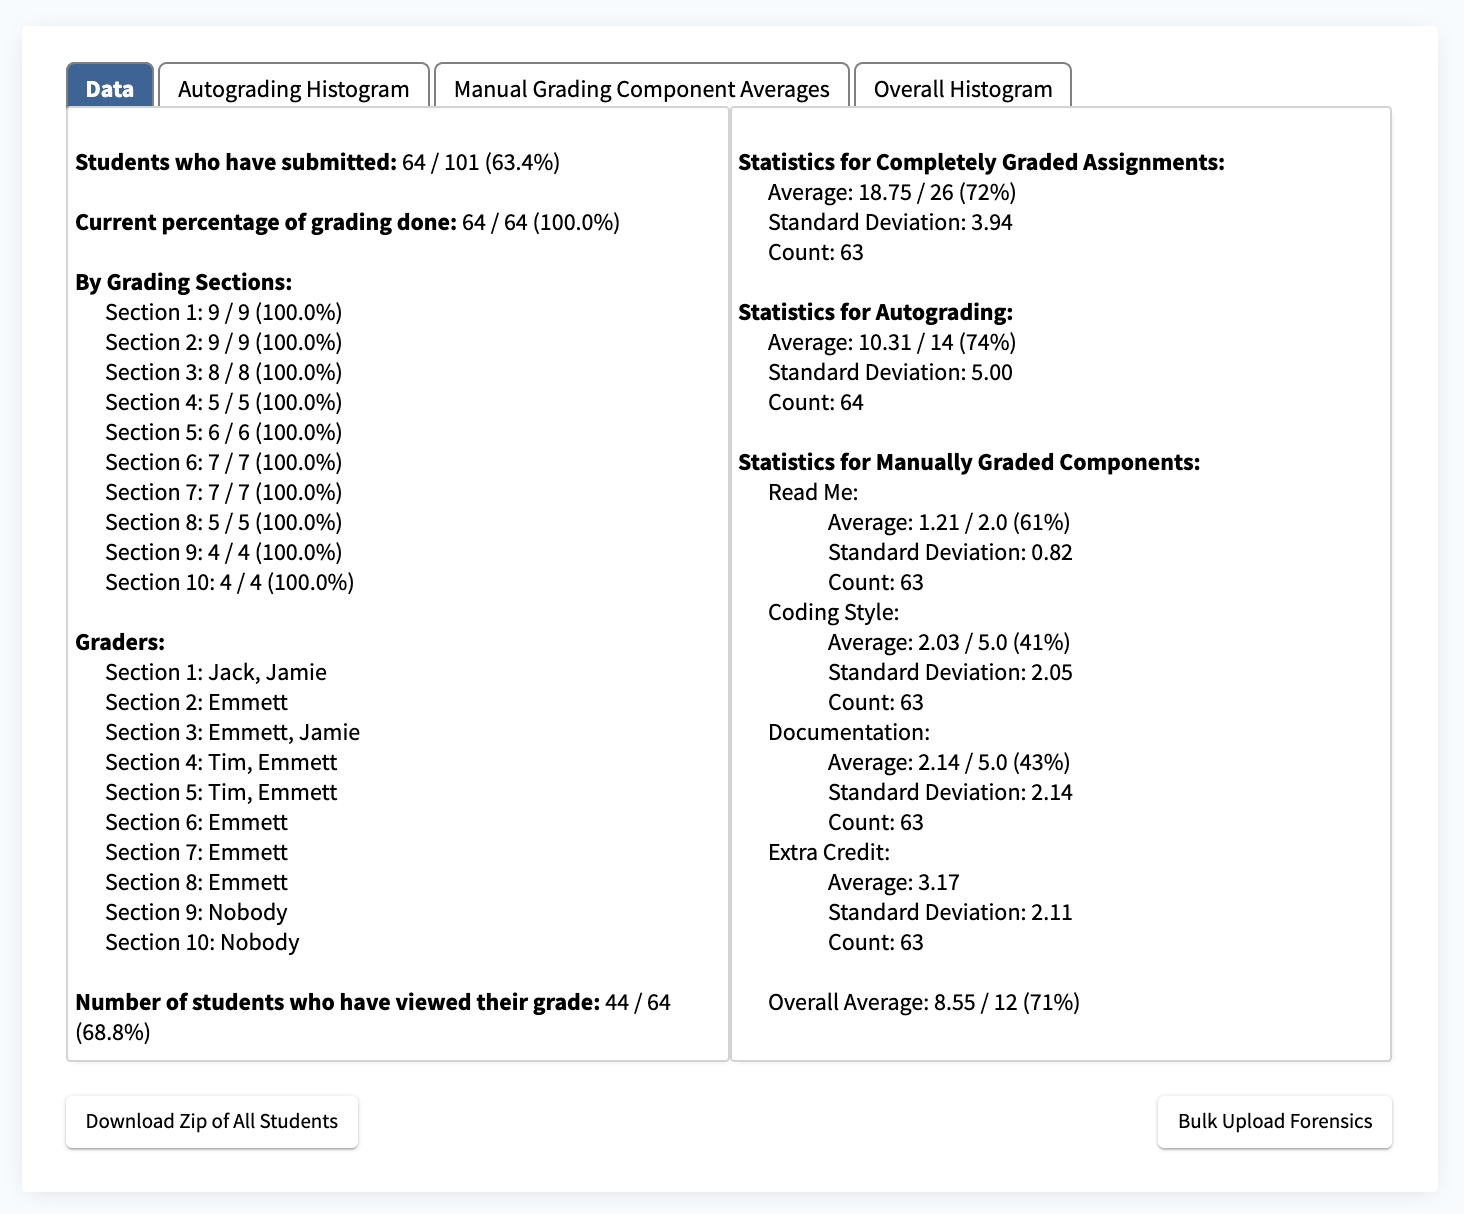 Data
Autograding Histogram
Manual Grading Component Averages
Overall Histogram
Students who have submitted: 64 / 101 (63.4%)
Current percentage of grading done: 64 / 64 (100.0%)
By Grading Sections:
Section 1: 9 / 9 (100.0%)
Section 2: 9 / 9 (100.0%)
Section 3: 8 / 8 (100.0%)
Section 4: 5 / 5 (100.0%)
Section 5: 6 / 6 (100.0%)
Section 6: 7 / 7 (100.0%)
Section 7: 7 / 7 (100.0%)
Section 8: 5 / 5 (100.0%)
Section 9: 4 / 4 (100.0%)
Section 10: 4 / 4 (100.0%)
Graders:
Section 1: Jack, Jamie
Section 2: Emmett
Section 3: Emmett, Jamie
Section 4: Tim, Emmett
Section 5: Tim, Emmett
Section 6: Emmett
Section 7: Emmett
Section 8: Emmett
Section 9: Nobody
Section 10: Nobody
Number of students who have viewed their grade: 44 / 64
(68.8%)
Statistics for Completely Graded Assignments:
Average: 18.75 / 26 (72%)
Standard Deviation: 3.94
Count: 63
Statistics for Autograding:
Average: 10.31 / 14 (74%)
Standard Deviation: 5.00
Count: 64
Statistics for Manually Graded Components:
Read Me:
Average: 1.21 / 2.0 (61%)
Standard Deviation: 0.82
Count: 63
Coding Style:
Average: 2.03 / 5.0 (41%)
Standard Deviation: 2.05
Count: 63
Documentation:
Average: 2.14 / 5.0 (43%)
Standard Deviation: 2.14
Count: 63
Extra Credit:
Average: 3.17
Standard Deviation: 2.11
Count: 63
Overall Average: 8.55 / 12 (71%)
Download Zip of All Students
Bulk Upload Forensics